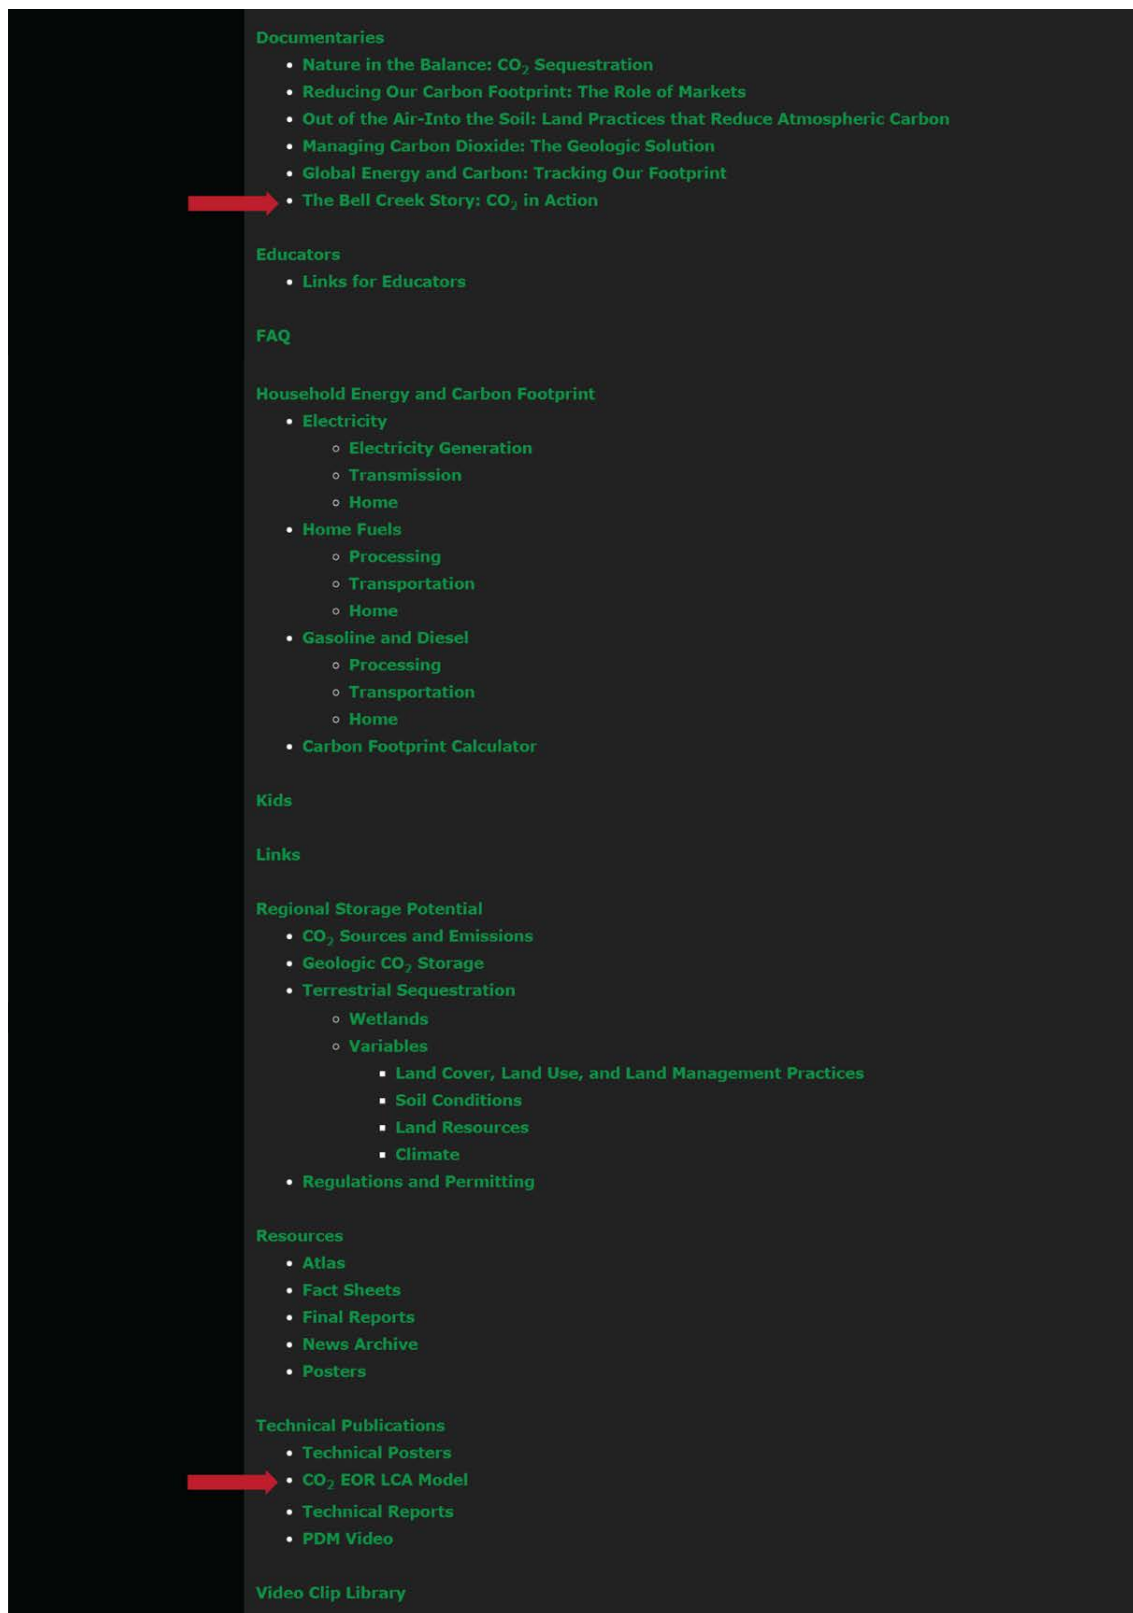 Documentaries
Nature in the Balance: CO₂ Sequestration
Reducing Our Carbon Footprint: The Role of Markets
Out of the Air-Into the Soil: Land Practices that Reduce Atmospheric Carbon
Managing Carbon Dioxide: The Geologic Solution
Global Energy and Carbon: Tracking Our Footprint
The Bell Creek Story: CO₂ in Action
Educators
Links for Educators
FAQ
Household Energy and Carbon Footprint
Electricity
Electricity Generation
Transmission
Home
Home Fuels
Processing
Transportation
Home
Gasoline and Diesel
Processing
Transportation
Home
Carbon Footprint Calculator
Kids
Links
Regional Storage Potential
CO₂ Sources and Emissions
Geologic CO₂ Storage
Terrestrial Sequestration
Wetlands
Variables
Land Cover, Land Use, and Land Management Practices
Soil Conditions
Land Resources
Climate
Regulations and Permitting
Resources
Atlas
Fact Sheets
Final Reports
News Archive
Posters
Technical Publications
Technical Posters
CO₂ EOR LCA Model
Technical Reports
PDM Video
Video Clip Library